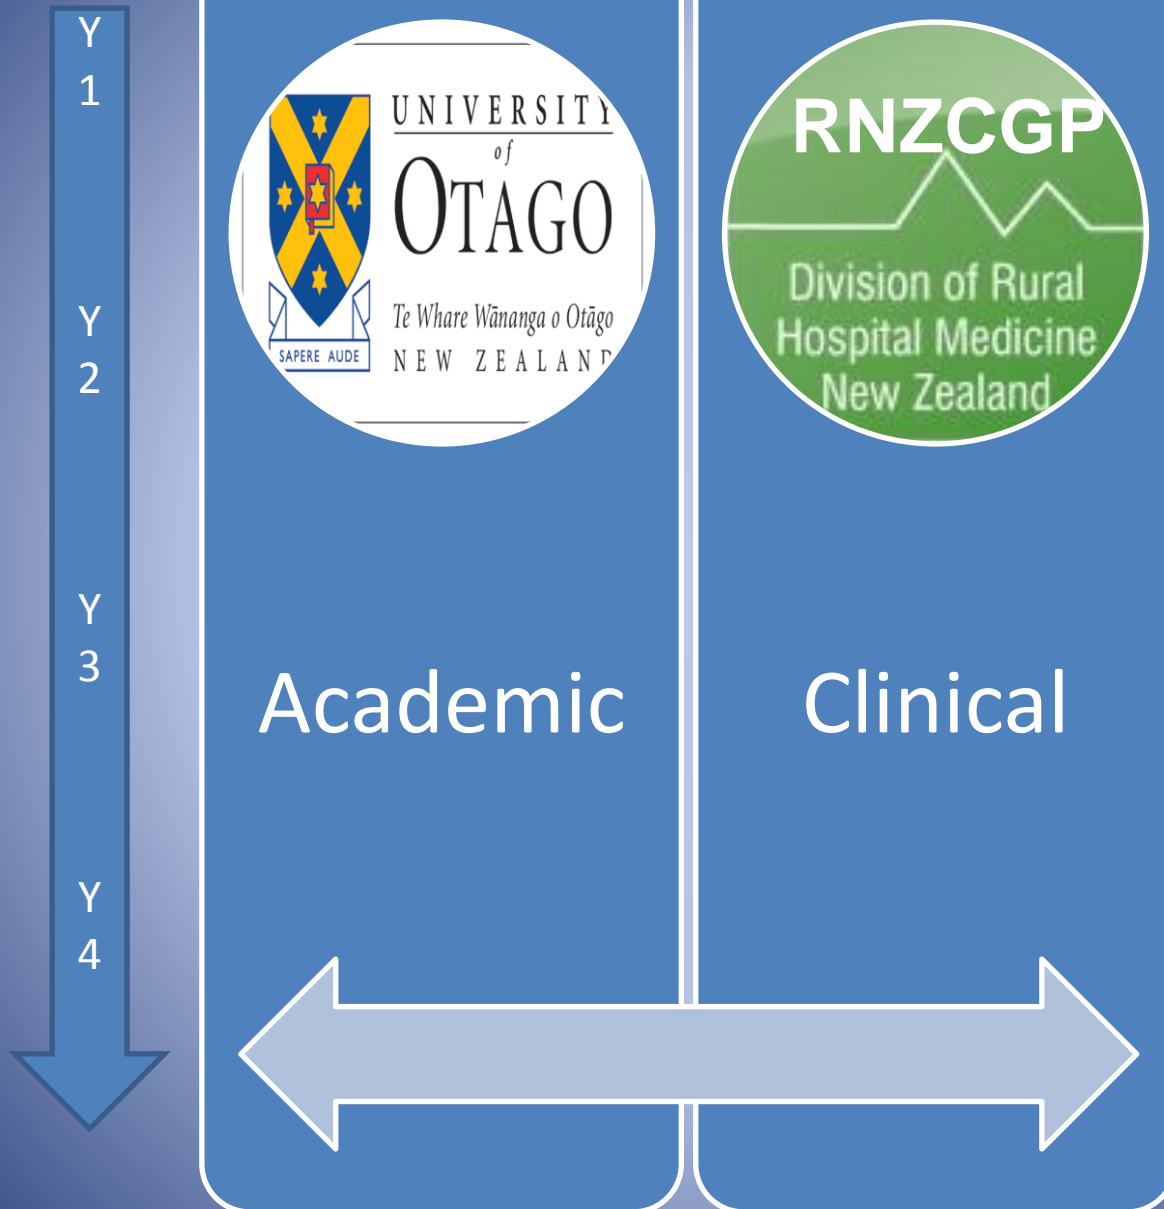 Y
1
Y
2
Y
3
Y
4
UNIVERSITY
of
OTAGO
Te Whare Wānanga o Otāgo
NEW ZEALAND
SAPERE AUDE
Academic
RNZCGP
Division of Rural
Hospital Medicine
New Zealand
Clinical